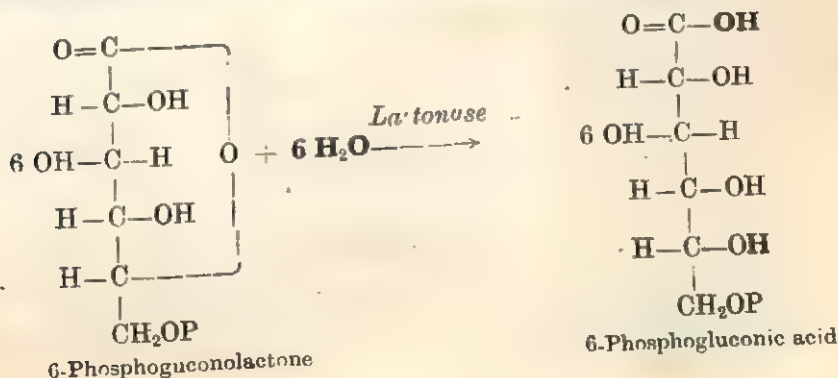 O=C
H–C–OH
6 OH–C–H
H–C–OH
H–C
CH₂OP
O
+ 6 H₂O
La·tonase
6-Phosphoguconolactone
O=C–OH
H–C–OH
6 OH–C–H
H–C–OH
H–C–OH
CH₂OP
6-Phosphogluconic acid